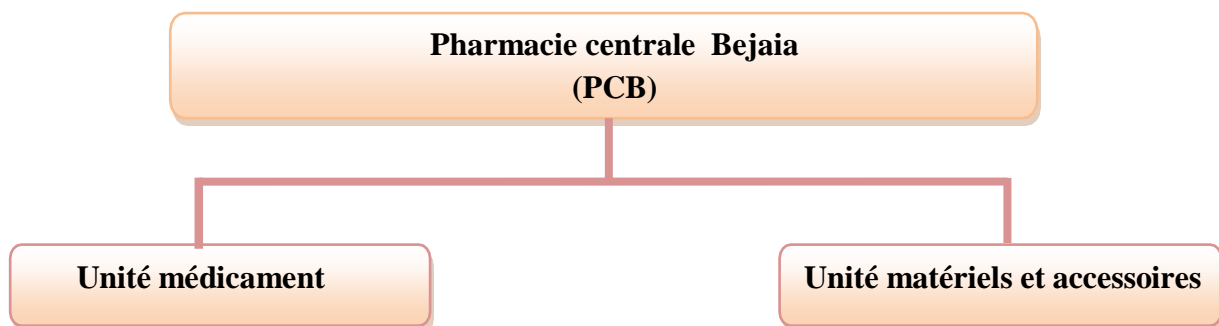 Pharmacie centrale Bejaia
(PCB)
Unité médicament
Unité matériels et accessoires